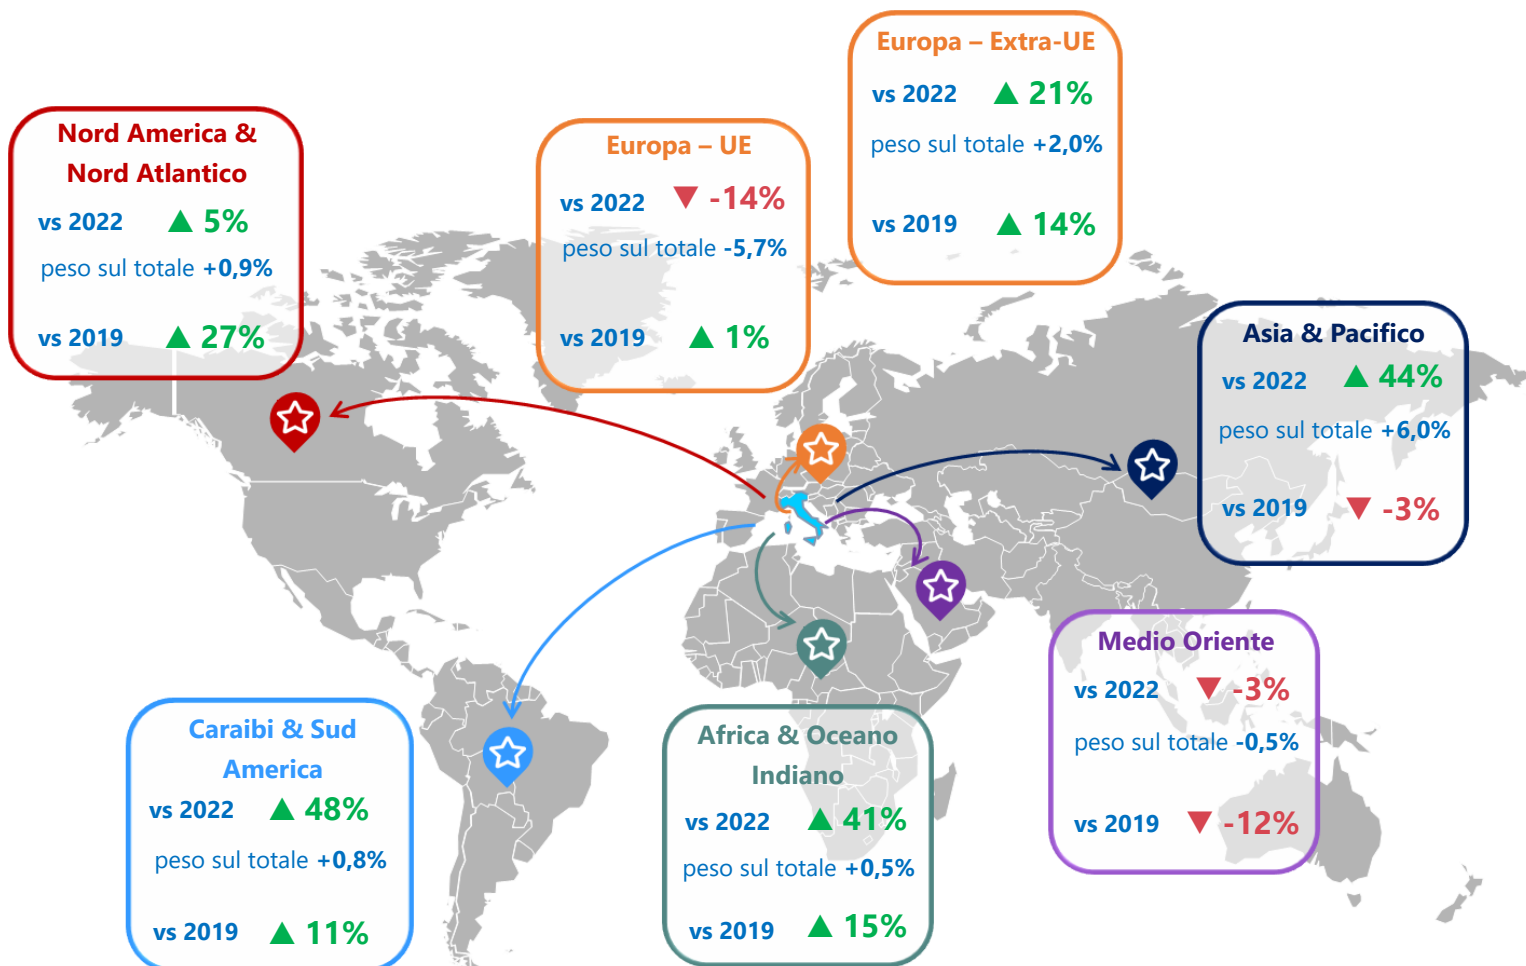 Europa – Extra-UE
vs 2022 ▲ 21%
peso sul totale +2,0%
vs 2019 ▲ 14%
Nord America &
Nord Atlantico
vs 2022 ▲ 5%
peso sul totale +0,9%
vs 2019 ▲ 27%
Europa – UE
vs 2022 ▼ -14%
peso sul totale -5,7%
vs 2019 ▲ 1%
Asia & Pacifico
vs 2022 ▲ 44%
peso sul totale +6,0%
vs 2019 ▼ -3%
Medio Oriente
vs 2022 ▼ -3%
peso sul totale -0,5%
vs 2019 ▼ -12%
Caraibi & Sud
America
vs 2022 ▲ 48%
peso sul totale +0,8%
vs 2019 ▲ 11%
Africa & Oceano
Indiano
vs 2022 ▲ 41%
peso sul totale +0,5%
vs 2019 ▲ 15%